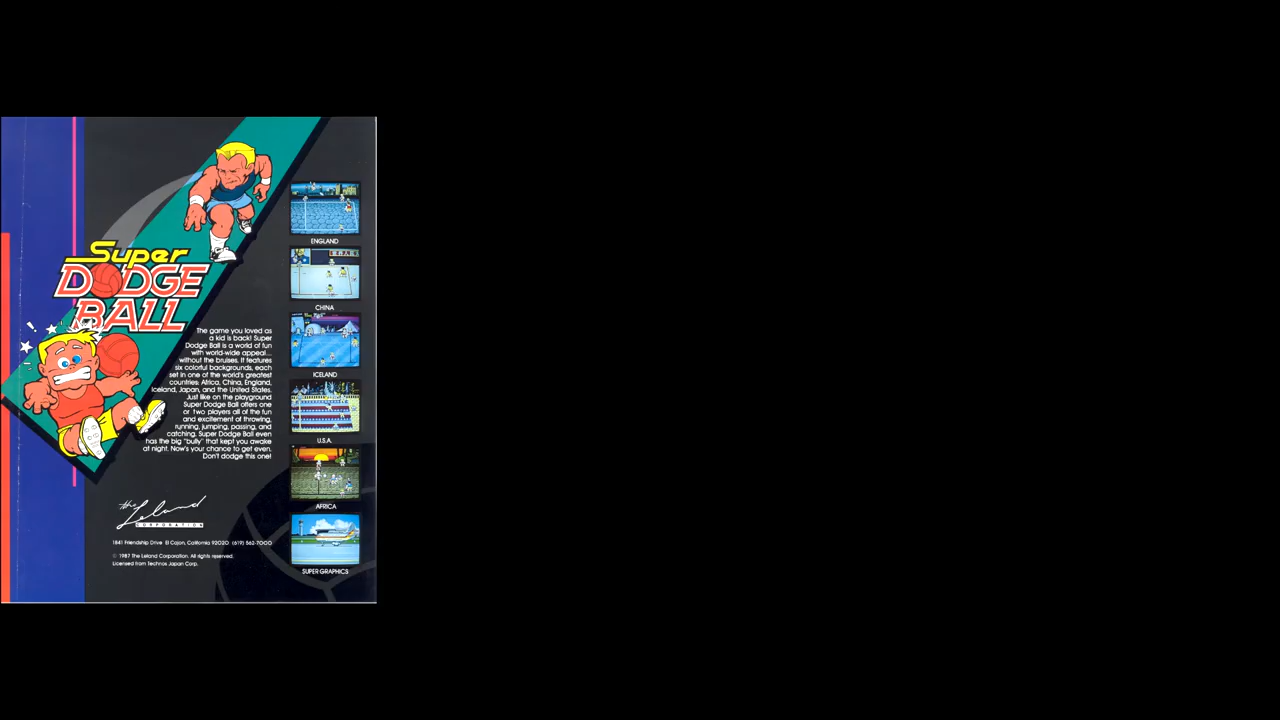 Super
DODGE
BALL
The game you loved as
a kid is back! Super
Dodge Ball is a world of fun
with world-wide appeal...
without the bruises. It features
six colorful backgrounds, each
set in one of the world's greatest
countries: Africa, China, England,
Iceland, Japan, and the United States.
Just like on the playground
Super Dodge Ball offers one
or two players all of the fun
and excitement of throwing,
running, jumping, passing, and
catching. Super Dodge Ball even
has the big "bully" that kept you awake
at night. Now's your chance to get even.
Don't dodge this one!
the Leland
CORPORATION
1841 Friendship Drive El Cajon, California 92020 (619) 562-7000
© 1987 The Leland Corporation. All rights reserved.
Licensed from Technos Japan Corp.
ENGLAND
CHINA
ICELAND
U.S.A.
AFRICA
SUPER GRAPHICS